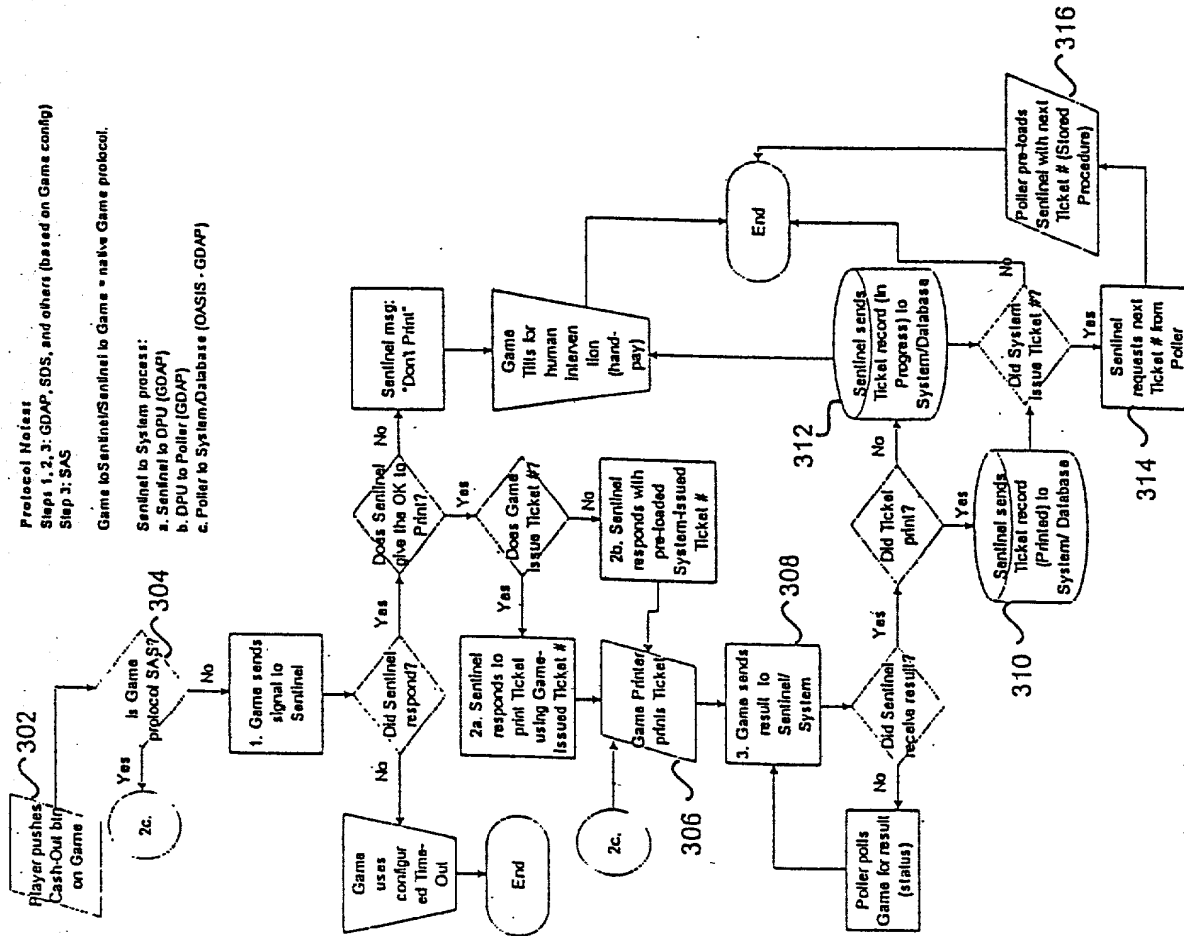 Protocol Notes:
Steps 1, 2, 3: GDAP, SDS, and others (based on Game config)
Step 3: SAS
Game toSentinel/Sentinel to Game = native Game protocol.
Sentinel to System process:
a. Sentinel to DPU (GDAP)
b. DPU to Poller (GDAP)
c. Poller to System/Database (OASIS - GDAP)
Player pushes
Cash-Out btn
on Game
302
Is Game
protocol SAS?
304
Yes
2c.
No
1. Game sends
signal to
Sentinel
Did Sentinel
respond?
No
Game
uses
configur
ed Time-
Out
End
Yes
Does Sentinel
give the OK to
Print?
No
Sentinel msg:
"Don't Print"
Game
Tilts for
human
interven
tion
(hand-
pay)
End
Yes
Does Game
Issue Ticket #?
Yes
2a. Sentinel
responds to
print Ticket
using Game-
Issued Ticket #
No
2b. Sentinel
responds with
pre-loaded
System-Issued
Ticket #
2c.
Game Printer
prints Ticket
306
3. Game sends
result to
Sentinel/
System
308
Did Sentinel
receive result?
No
Poller polls
Game for result
(status)
Yes
Did Ticket
print?
No
Sentinel sends
Ticket record (In
Progress) to
System/Database
312
Yes
Sentinel sends
Ticket record
(Printed) to
System/ Database
310
Did System
Issue Ticket #?
No
Yes
Sentinel
requests next
Ticket # from
Poller
314
Poller pre-loads
Sentinel with next
Ticket # (Stored
Procedure)
316